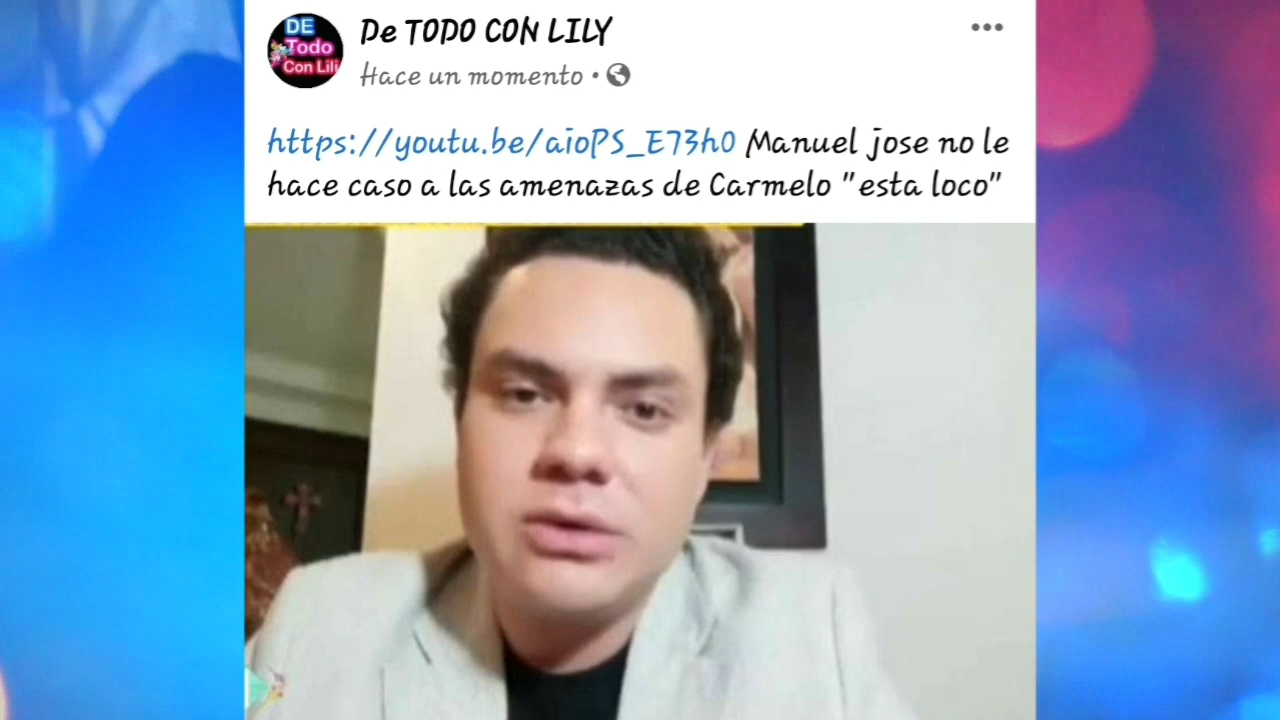 DE
Todo
Con Lili
De TODO CON LILY
Hace un momento •
https://youtu.be/aioPS_E73h0 Manuel jose no le
hace caso a las amenazas de Carmelo "esta loco"